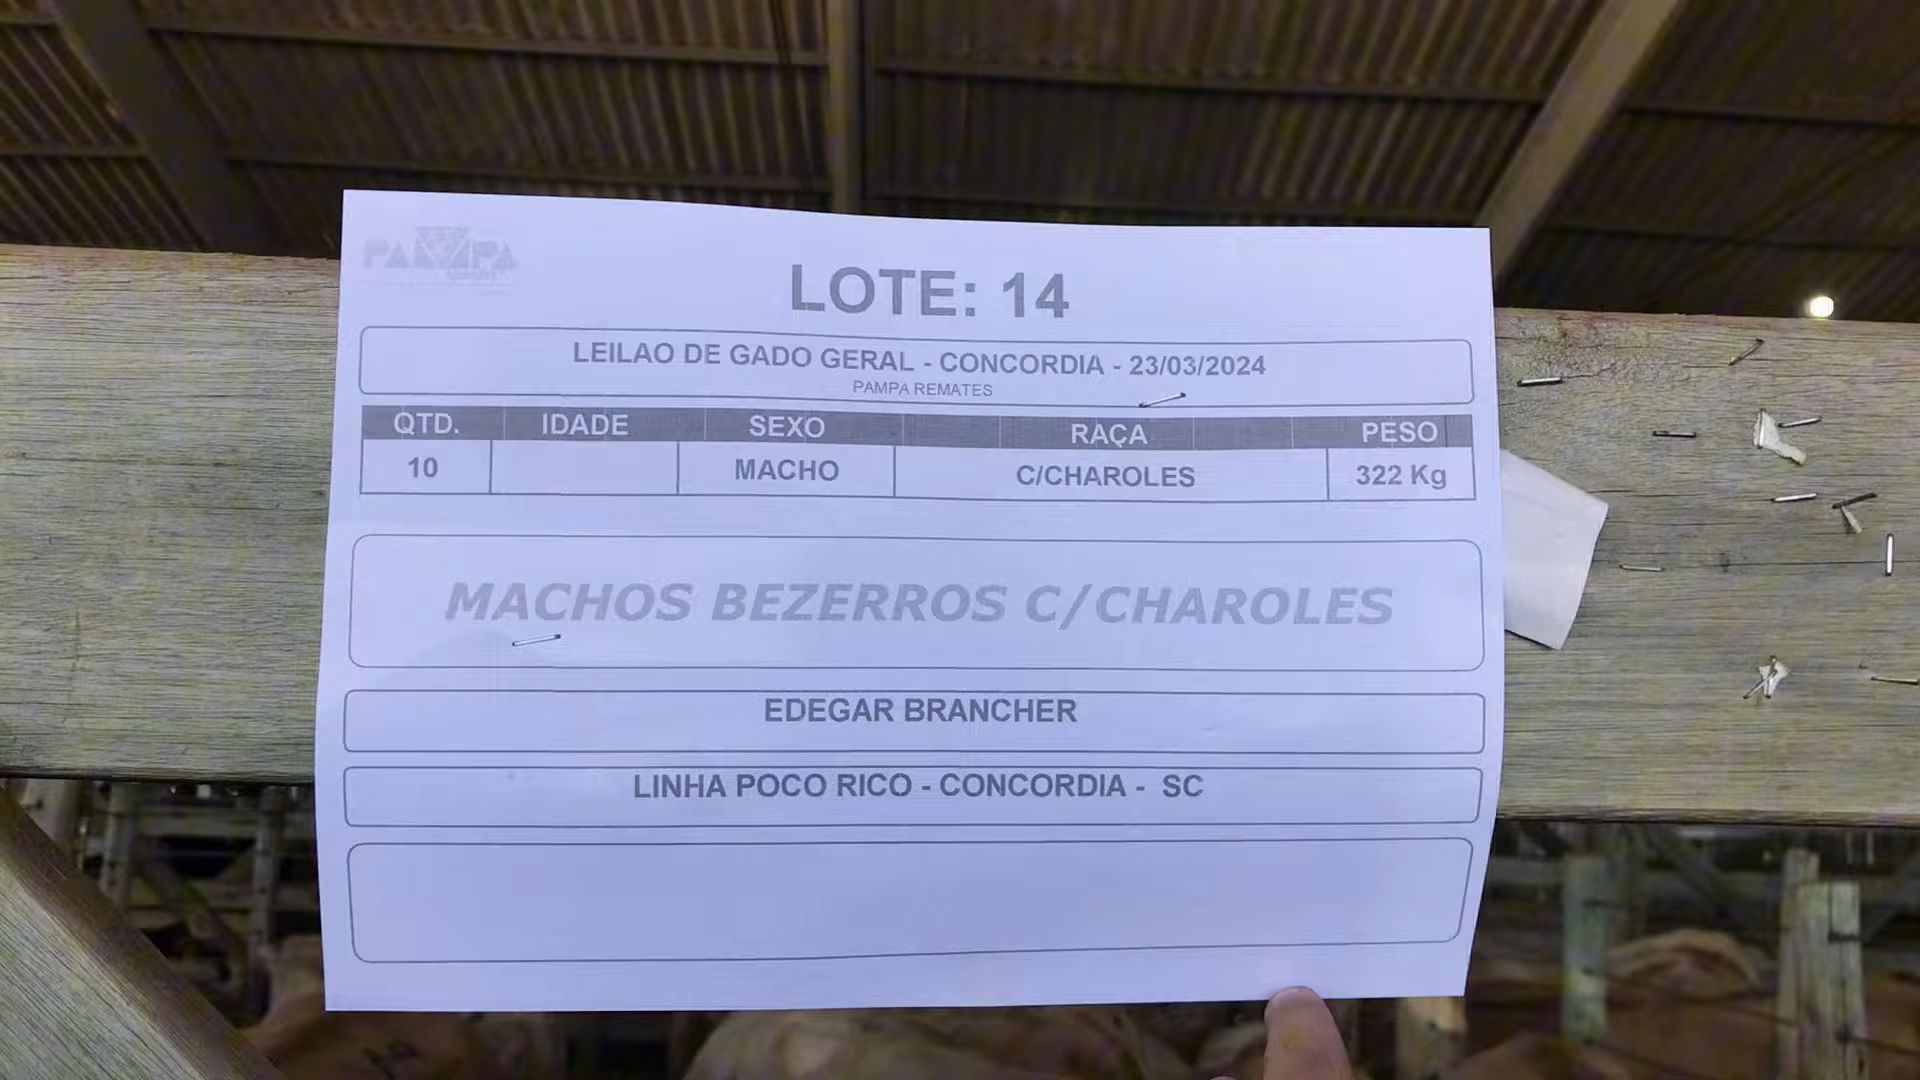 PAMPA
LOTE: 14
LEILAO DE GADO GERAL - CONCORDIA - 23/03/2024
PAMPA REMATES
QTD. IDADE SEXO RAÇA PESO
10 MACHO C/CHAROLES 322 Kg
MACHOS BEZERROS C/CHAROLES
EDEGAR BRANCHER
LINHA POCO RICO - CONCORDIA - SC